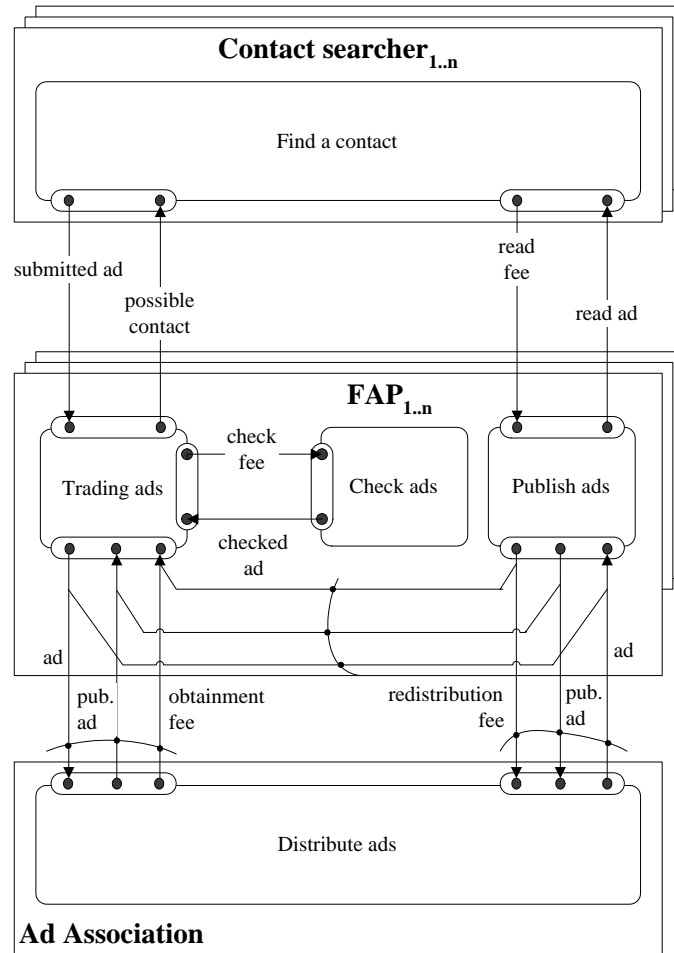 Contact searcher1..n
Find a contact
submitted ad
possible
contact
read
fee
read ad
FAP1..n
check
fee
Trading ads
Check ads
Publish ads
checked
ad
ad
pub.
ad
obtainment
fee
redistribution
fee
pub.
ad
ad
Distribute ads
Ad Association